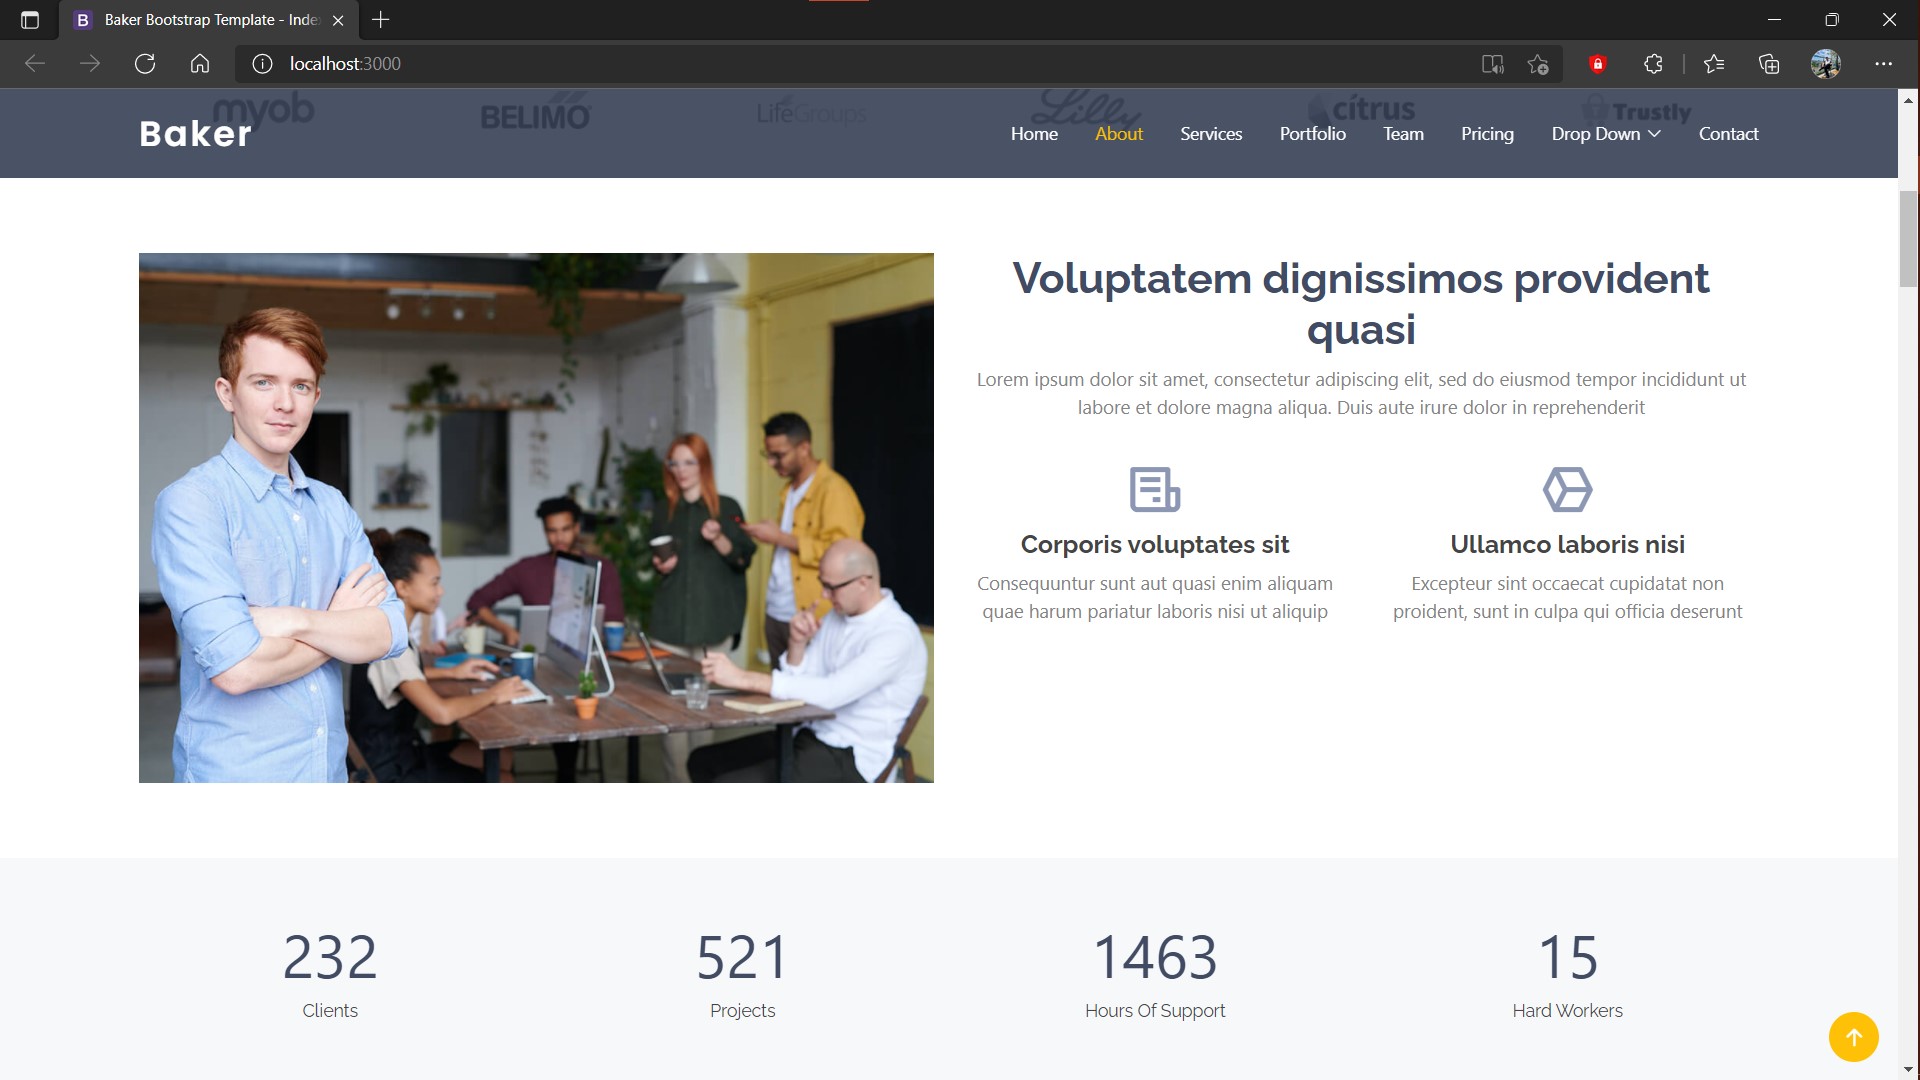 Baker Bootstrap Template - Inde
localhost:3000
myob
BELIMO
LifeGroups
Lilly
citrus
Trustly
Baker
Home
About
Services
Portfolio
Team
Pricing
Drop Down
Contact
Voluptatem dignissimos provident
quasi
Lorem ipsum dolor sit amet, consectetur adipiscing elit, sed do eiusmod tempor incididunt ut
labore et dolore magna aliqua. Duis aute irure dolor in reprehenderit
Corporis voluptates sit
Consequuntur sunt aut quasi enim aliquam
quae harum pariatur laboris nisi ut aliquip
Ullamco laboris nisi
Excepteur sint occaecat cupidatat non
proident, sunt in culpa qui officia deserunt
232
Clients
521
Projects
1463
Hours Of Support
15
Hard Workers